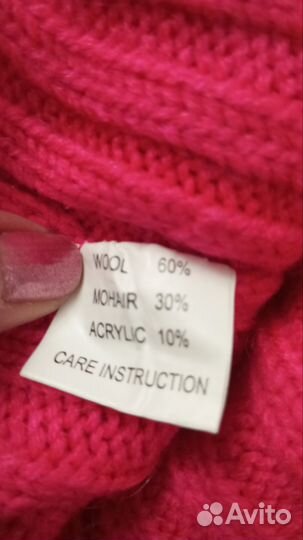 WOOL 60%
MOHAIR 30%
ACRYLIC 10%
CARE INSTRUCTION
Avito